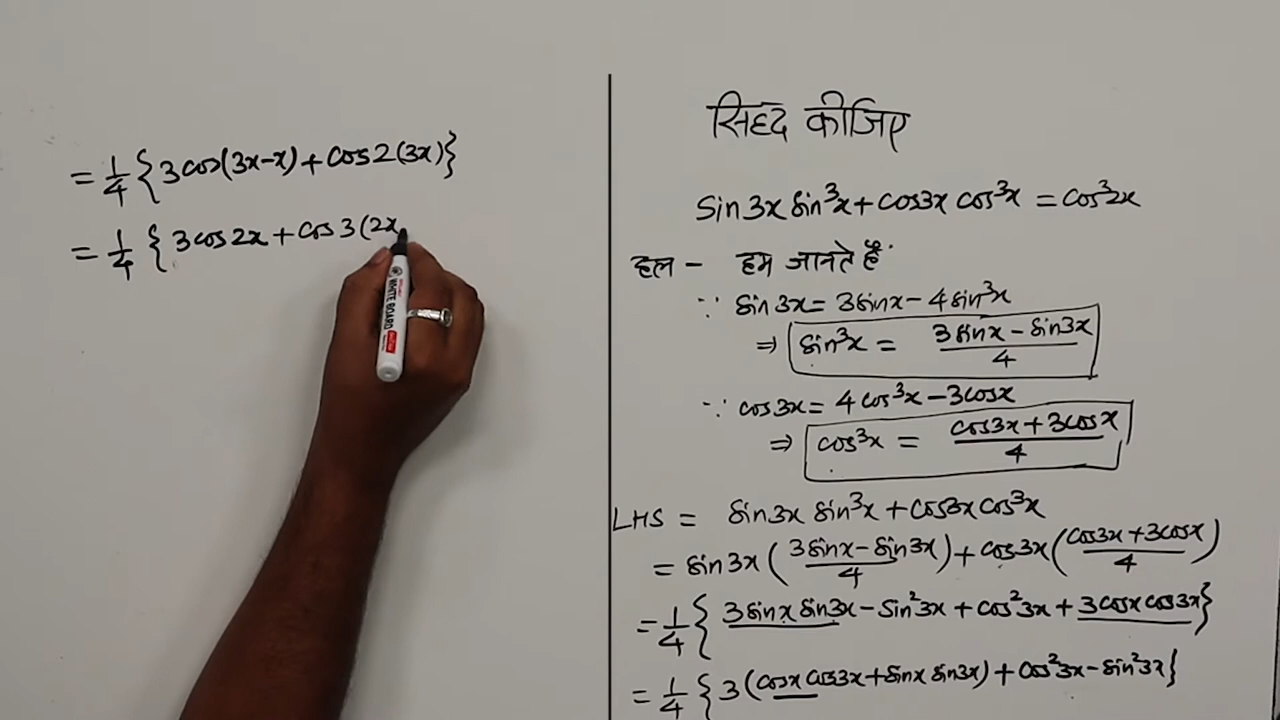 सिद्ध कीजिए
sin3x sin³x + cos3x cos³x = cos³2x
हल - हम जानते हैं.
∵ sin3x = 3sinx - 4sin³x
⇒ sin³x = (3sinx - sin3x)/4
∵ cos3x = 4cos³x - 3cosx
⇒ cos³x = (cos3x + 3cosx)/4
LHS = sin3x sin³x + cos3x cos³x
= sin3x ((3sinx - sin3x)/4) + cos3x ((cos3x + 3cosx)/4)
= 1/4 {3sinx sin3x - sin²3x + cos²3x + 3cosx cos3x}
= 1/4 {3(cosx cos3x + sinx sin3x) + cos²3x - sin²3x}
= 1/4 {3cos(3x-x) + cos2(3x)}
= 1/4 {3cos2x + cos3(2x
WHITE BOARD MARKER